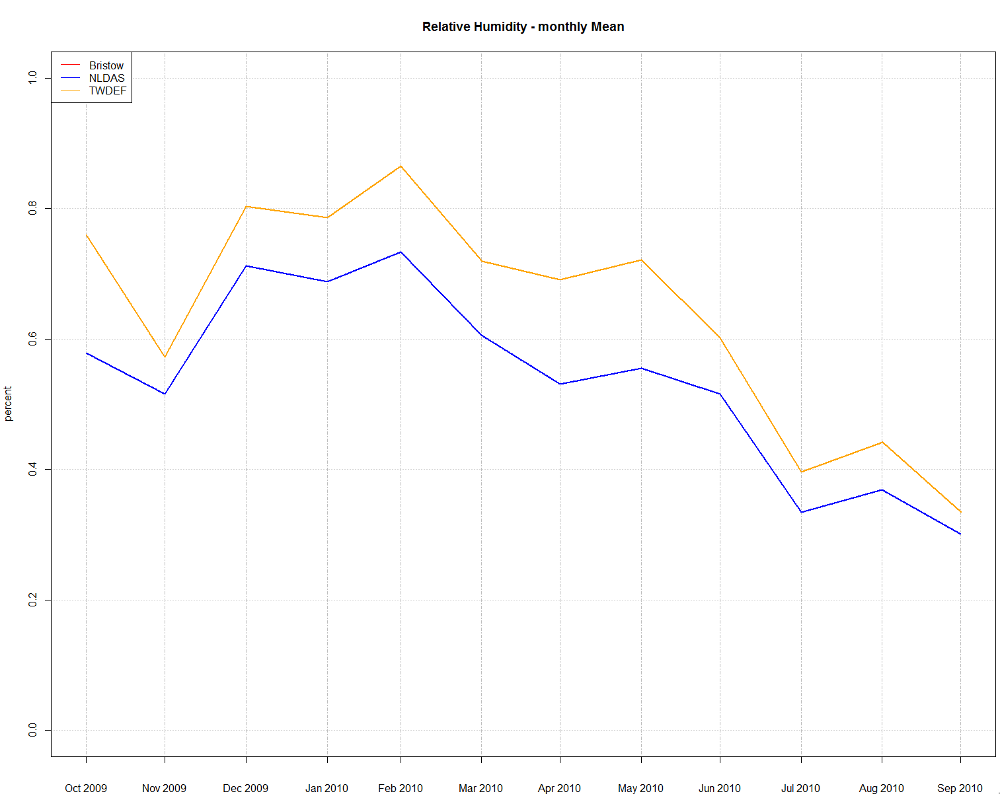 Relative Humidity - monthly Mean
Bristow
NLDAS
TWDEF
1.0
0.8
0.6
0.4
0.2
0.0
percent
Oct 2009 Nov 2009 Dec 2009 Jan 2010 Feb 2010 Mar 2010 Apr 2010 May 2010 Jun 2010 Jul 2010 Aug 2010 Sep 2010 .